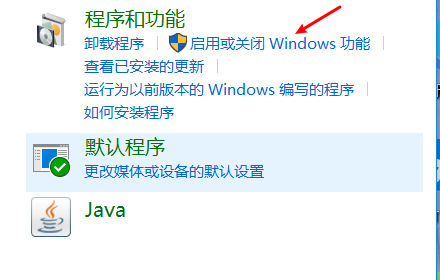 程序和功能
卸载程序 启用或关闭 Windows 功能
查看已安装的更新
运行为以前版本的 Windows 编写的程序
如何安装程序
默认程序
更改媒体或设备的默认设置
Java